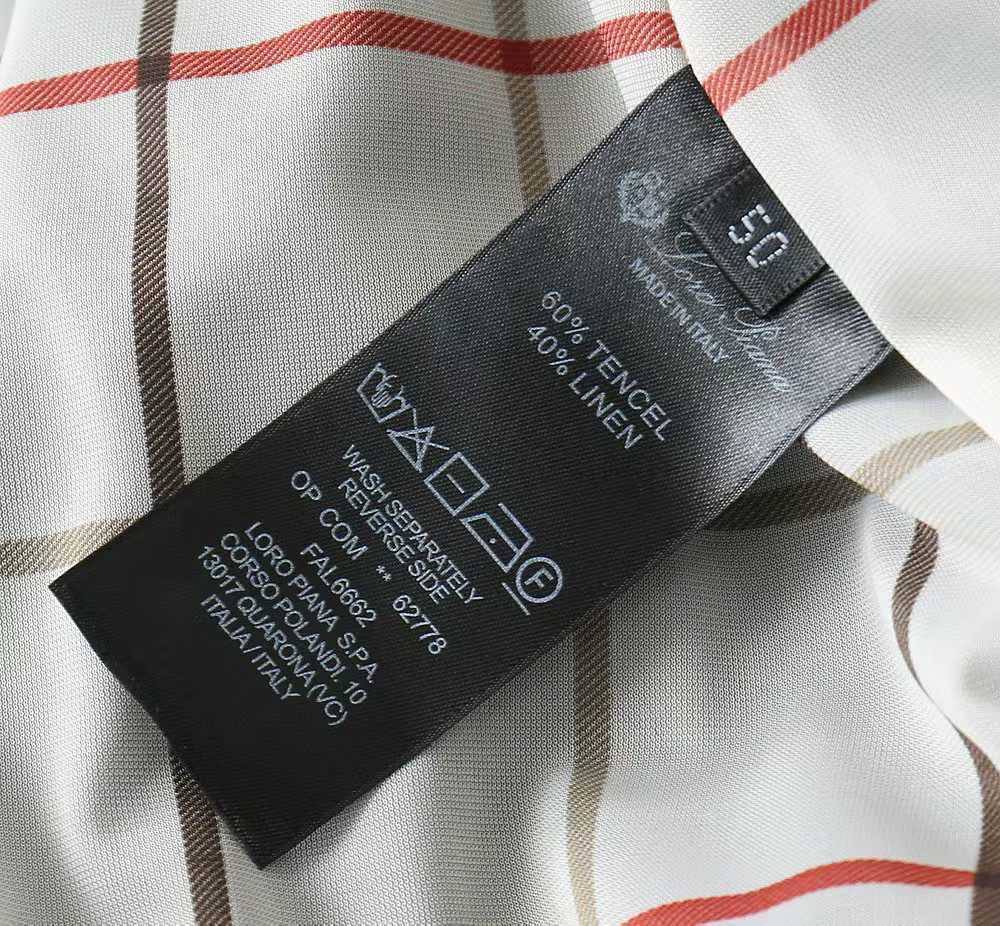 50
Loro Piana
MADE IN ITALY
60% TENCEL
40% LINEN
F
WASH SEPARATELY
REVERSE SIDE
OP COM ** 62778
FAL6662
LORO PIANA S.P.A.
CORSO P.ROLANDI, 10
13017 QUARONA (VC)
ITALIA / ITALY